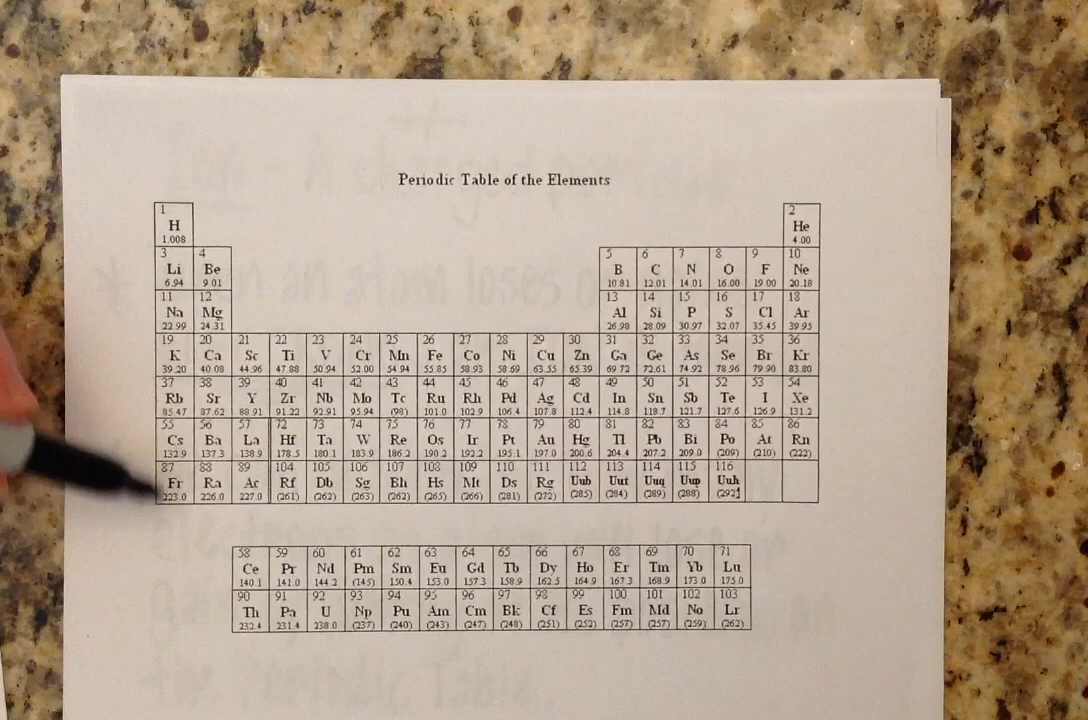 Periodic Table of the Elements
1 2
H He
1.008 4.00
3 4 5 6 7 8 9 10
Li Be B C N O F Ne
6.94 9.01 10.81 12.01 14.01 16.00 19.00 20.18
11 12 13 14 15 16 17 18
Na Mg Al Si P S Cl Ar
22.99 24.31 26.98 28.09 30.97 32.07 35.45 39.95
19 20 21 22 23 24 25 26 27 28 29 30 31 32 33 34 35 36
K Ca Sc Ti V Cr Mn Fe Co Ni Cu Zn Ga Ge As Se Br Kr
39.20 40.08 44.96 47.88 50.94 52.00 54.94 55.85 58.93 58.69 63.55 65.39 69.72 72.61 74.92 78.96 79.90 83.80
37 38 39 40 41 42 43 44 45 46 47 48 49 50 51 52 53 54
Rb Sr Y Zr Nb Mo Tc Ru Rh Pd Ag Cd In Sn Sb Te I Xe
85.47 87.62 88.91 91.22 92.91 95.94 (98) 101.0 102.9 106.4 107.8 112.4 114.8 118.7 121.7 127.6 126.9 131.2
55 56 57 72 73 74 75 76 77 78 79 80 81 82 83 84 85 86
Cs Ba La Hf Ta W Re Os Ir Pt Au Hg Tl Pb Bi Po At Rn
132.9 137.3 138.9 178.5 180.1 183.9 186.2 190.2 192.2 195.1 197.0 200.6 204.4 207.2 209.0 (209) (210) (222)
87 88 89 104 105 106 107 108 109 110 111 112 113 114 115 116
Fr Ra Ac Rf Db Sg Bh Hs Mt Ds Rg Uub Uut Uuq Uup Uuh
223.0 226.0 227.0 (261) (262) (263) (262) (265) (266) (281) (272) (285) (284) (289) (288) (292)
58 59 60 61 62 63 64 65 66 67 68 69 70 71
Ce Pr Nd Pm Sm Eu Gd Tb Dy Ho Er Tm Yb Lu
140.1 141.0 144.2 (145) 150.4 153.0 157.3 158.9 162.5 164.9 167.3 168.9 173.0 175.0
90 91 92 93 94 95 96 97 98 99 100 101 102 103
Th Pa U Np Pu Am Cm Bk Cf Es Fm Md No Lr
232.4 231.4 238.0 (237) (240) (243) (247) (248) (251) (252) (257) (257) (259) (262)